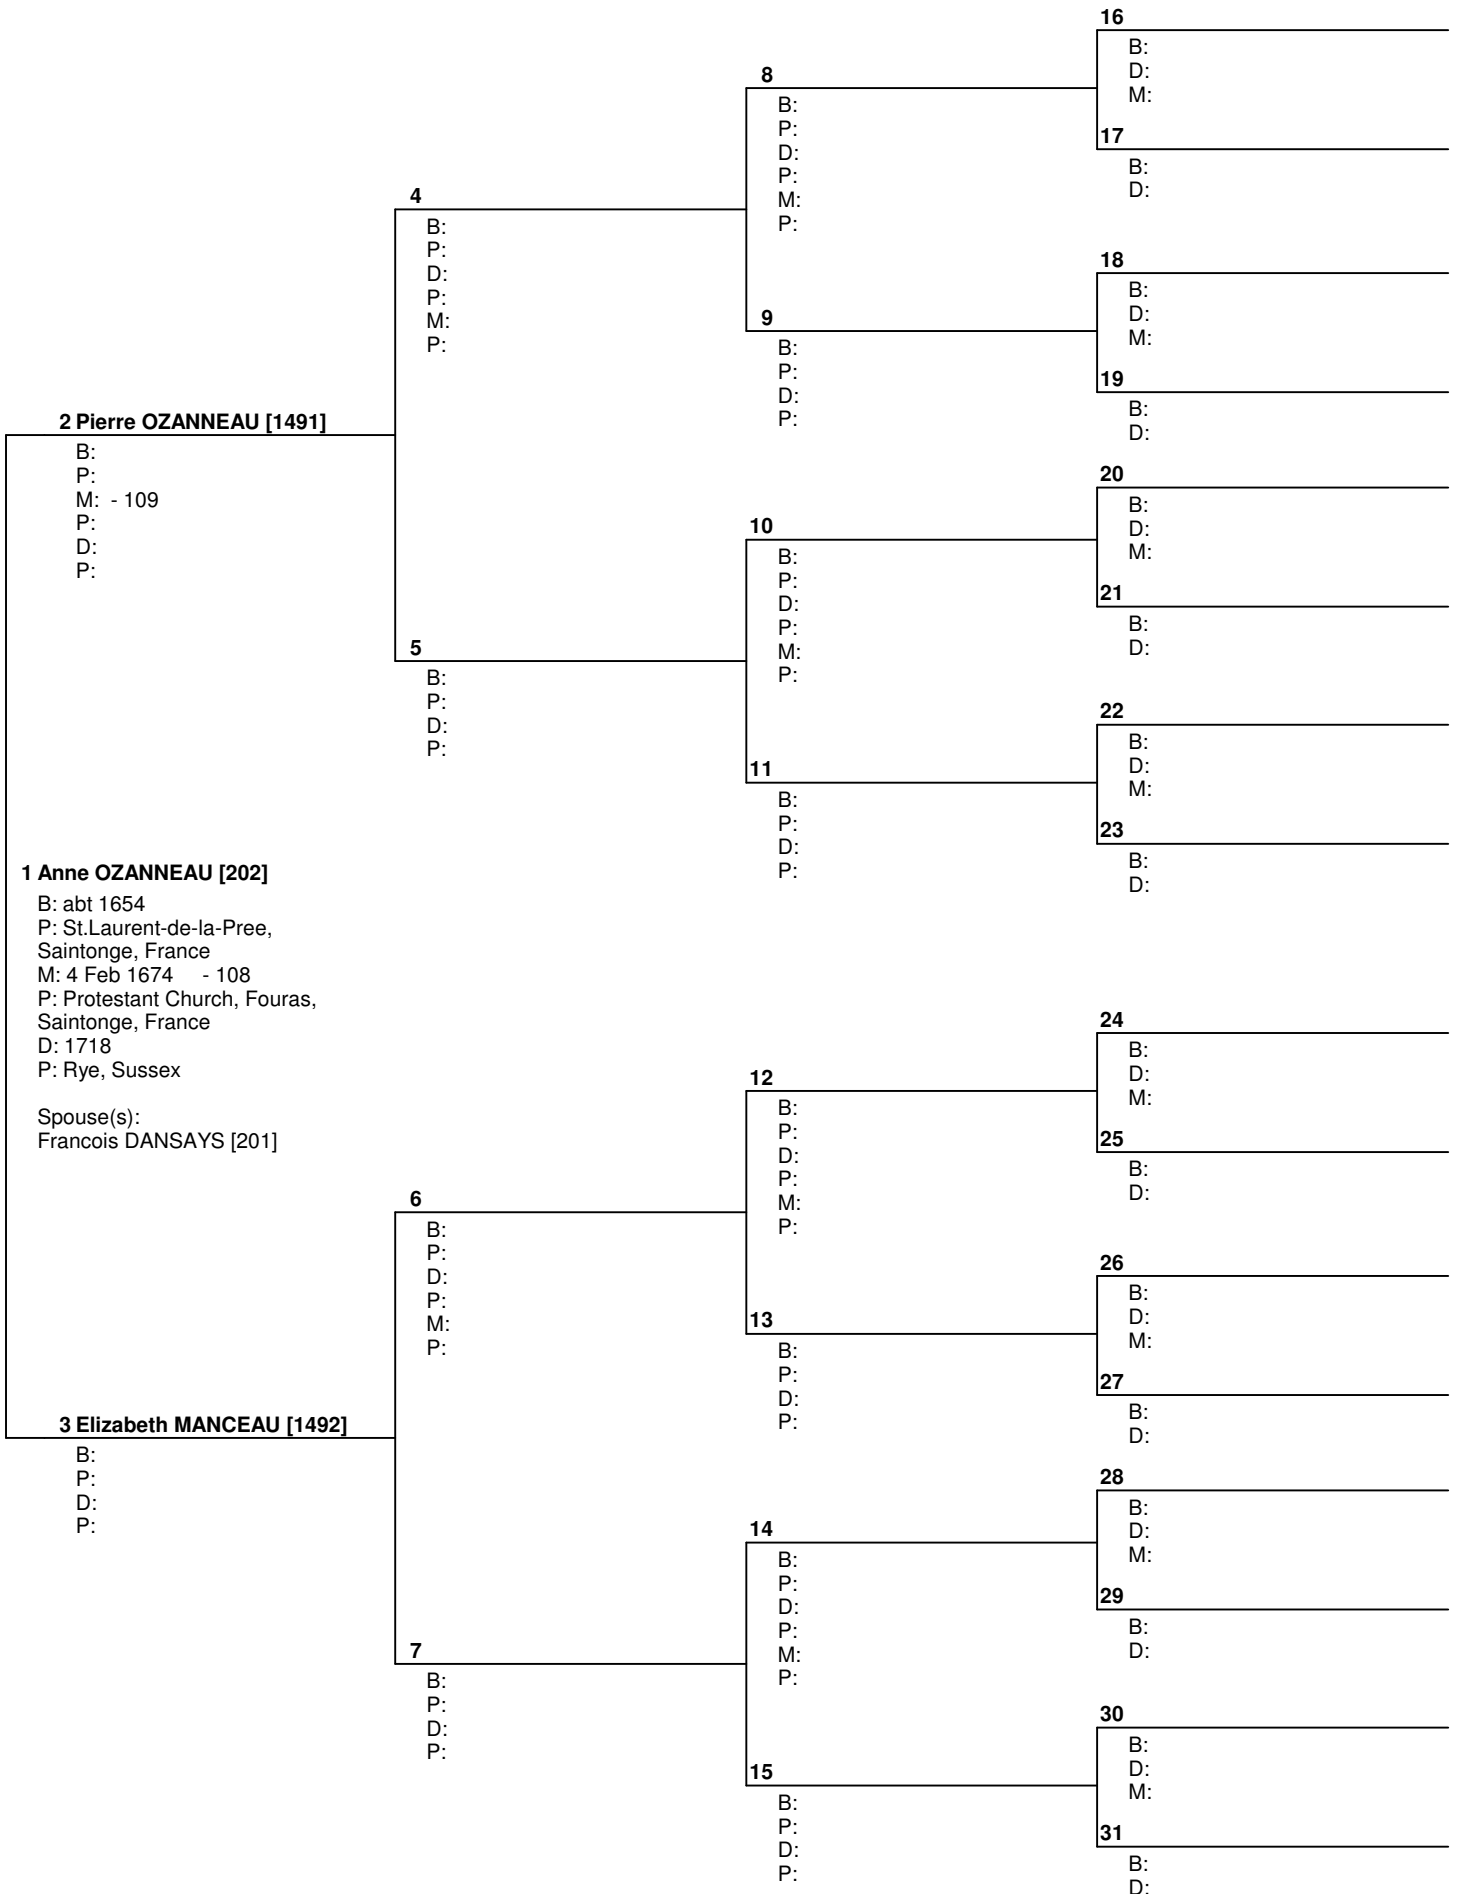 16
B:
D:
M:
8
B:
P:
D:
P:
M:
P:
17
B:
D:
4
B:
P:
D:
P:
M:
P:
18
B:
D:
M:
9
B:
P:
D:
P:
19
B:
D:
2 Pierre OZANNEAU [1491]
B:
P:
M: - 109
P:
D:
P:
20
B:
D:
M:
10
B:
P:
D:
P:
M:
P:
21
B:
D:
5
B:
P:
D:
P:
22
B:
D:
M:
11
B:
P:
D:
P:
23
B:
D:
1 Anne OZANNEAU [202]
B: abt 1654
P: St.Laurent-de-la-Pree,
Saintonge, France
M: 4 Feb 1674 - 108
P: Protestant Church, Fouras,
Saintonge, France
D: 1718
P: Rye, Sussex
Spouse(s):
Francois DANSAYS [201]
24
B:
D:
M:
12
B:
P:
D:
P:
M:
P:
25
B:
D:
6
B:
P:
D:
P:
M:
P:
26
B:
D:
M:
13
B:
P:
D:
P:
27
B:
D:
3 Elizabeth MANCEAU [1492]
B:
P:
D:
P:
28
B:
D:
M:
14
B:
P:
D:
P:
M:
P:
29
B:
D:
7
B:
P:
D:
P:
30
B:
D:
M:
15
B:
P:
D:
P:
31
B:
D: